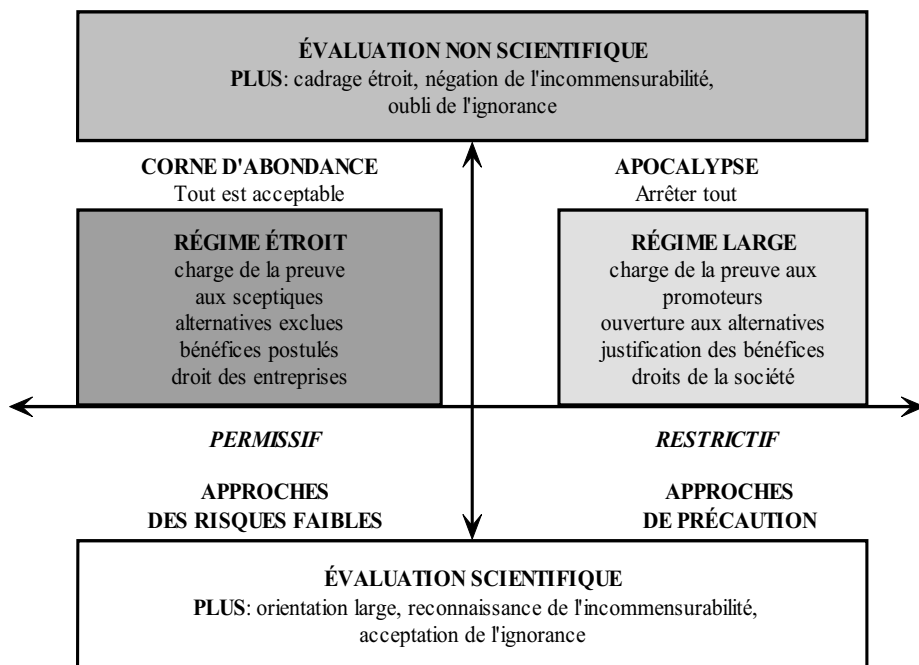 ÉVALUATION NON SCIENTIFIQUE
PLUS: cadrage étroit, négation de l'incommensurabilité,
oubli de l'ignorance
CORNE D'ABONDANCE
Tout est acceptable
APOCALYPSE
Arrêter tout
RÉGIME ÉTROIT
charge de la preuve
aux sceptiques
alternatives exclues
bénéfices postulés
droit des entreprises
RÉGIME LARGE
charge de la preuve aux
promoteurs
ouverture aux alternatives
justification des bénéfices
droits de la société
PERMISSIF
RESTRICTIF
APPROCHES
DES RISQUES FAIBLES
APPROCHES
DE PRÉCAUTION
ÉVALUATION SCIENTIFIQUE
PLUS: orientation large, reconnaissance de l'incommensurabilité,
acceptation de l'ignorance